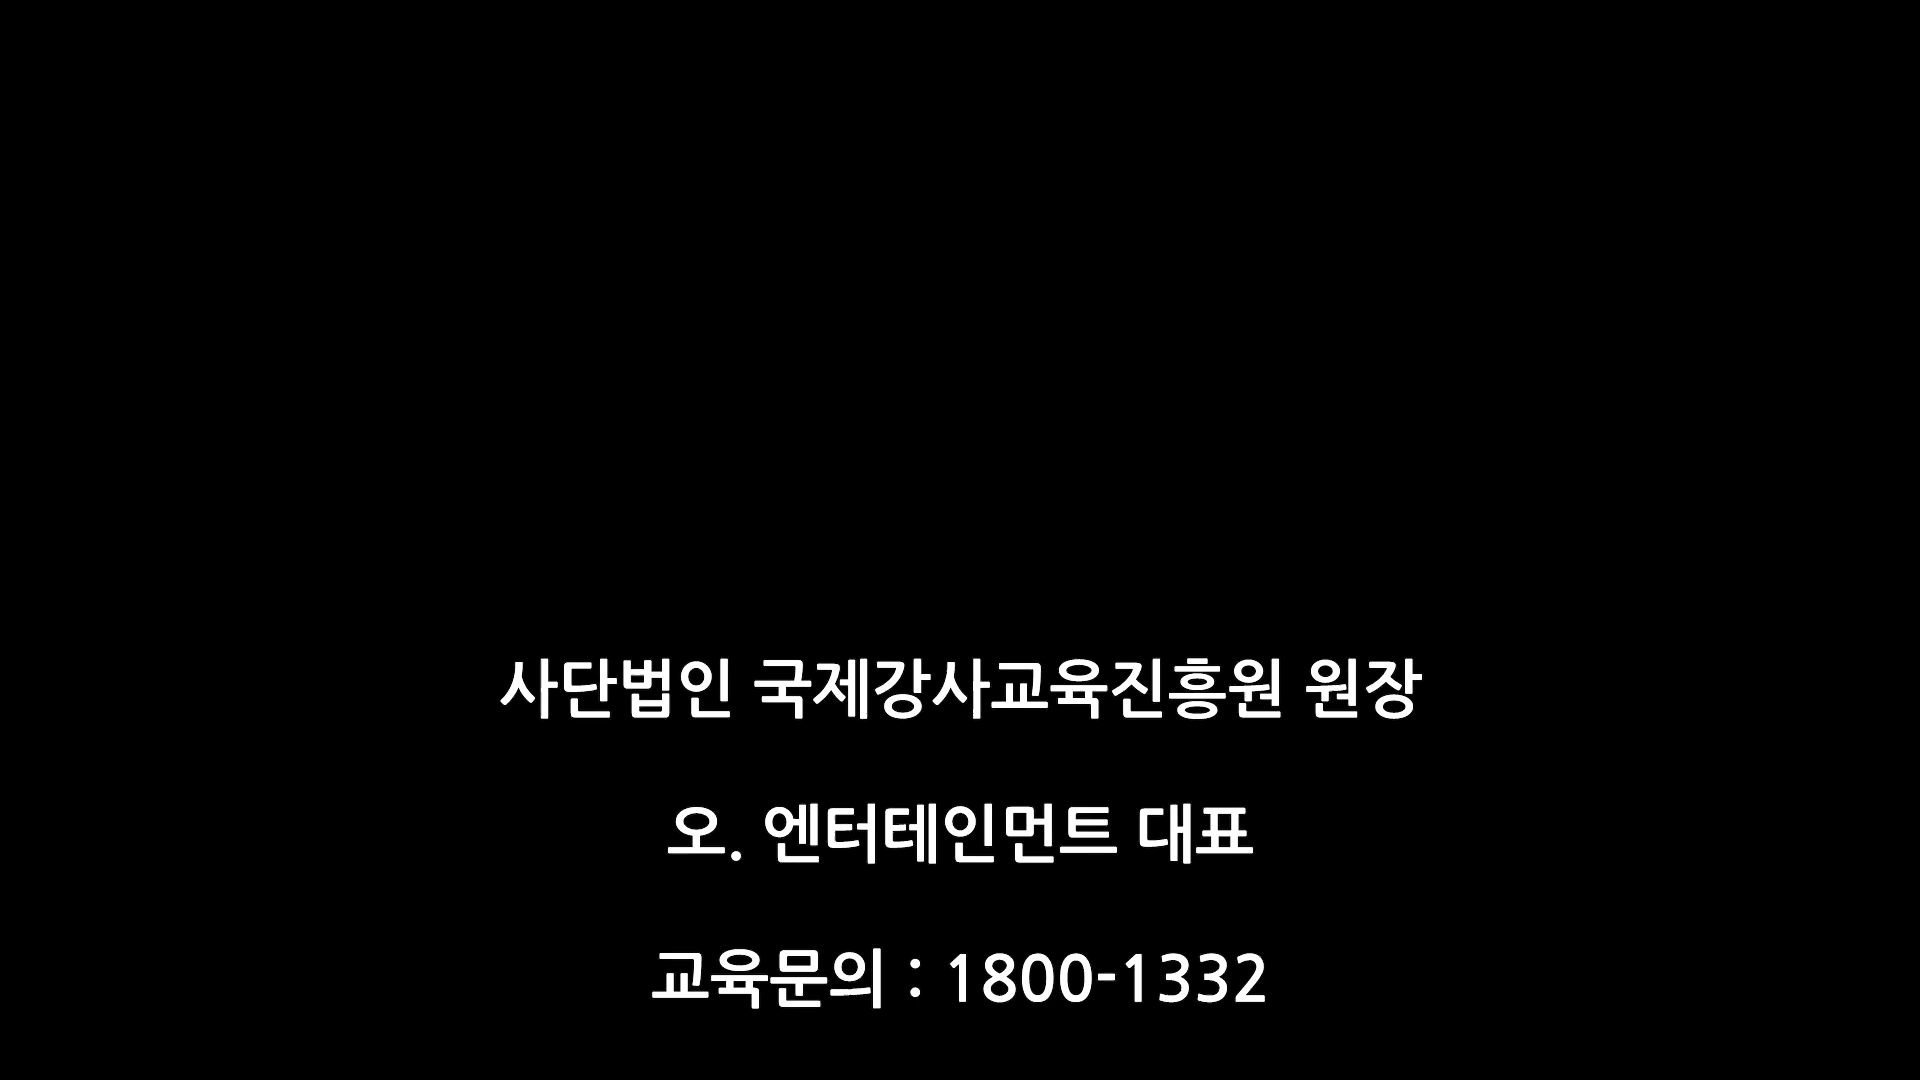 사단법인 국제강사교육진흥원 원장
오. 엔터테인먼트 대표
교육문의 : 1800-1332